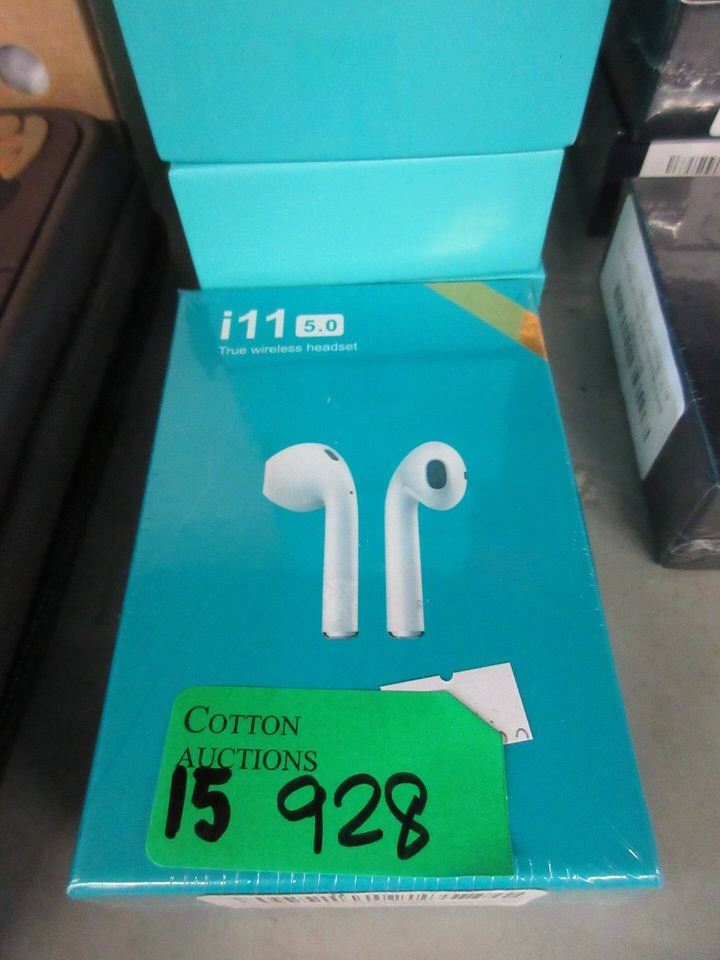 i11 5.0
True wireless headset
COTTON
AUCTIONS
15 928